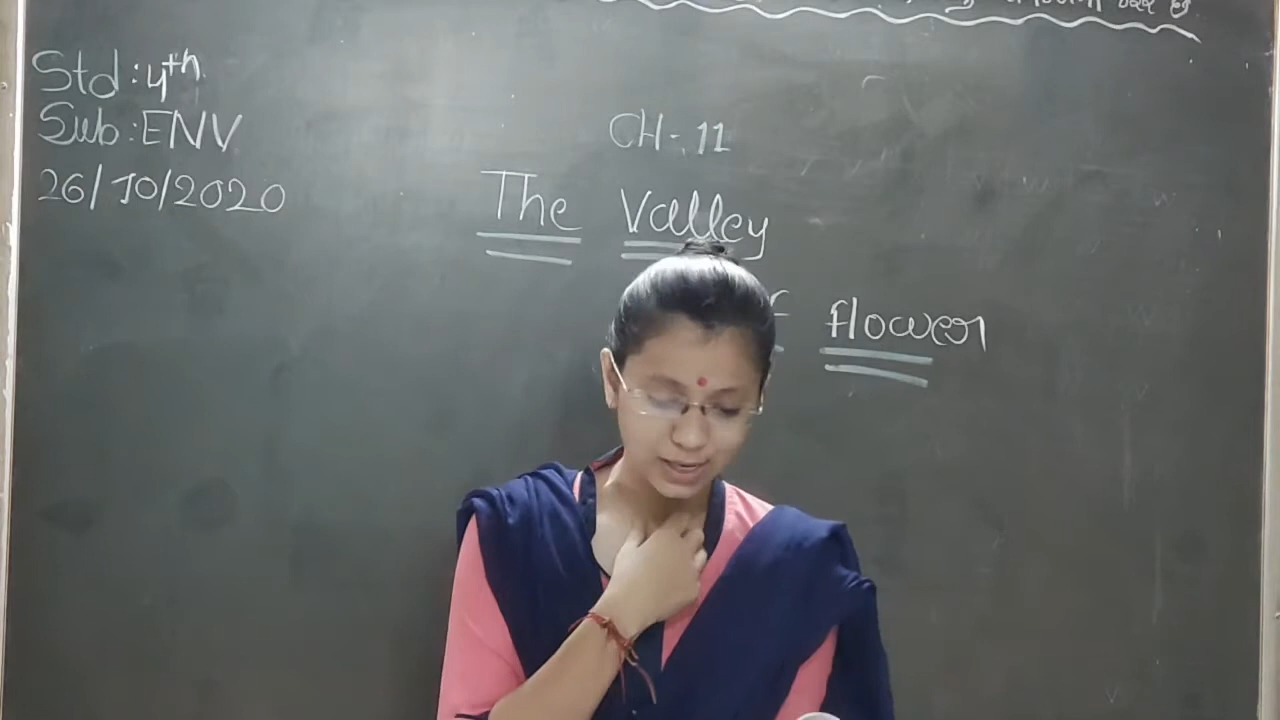 Std : 4th
Sub : ENV
26/10/2020
CH-. 11
The Valley
flower